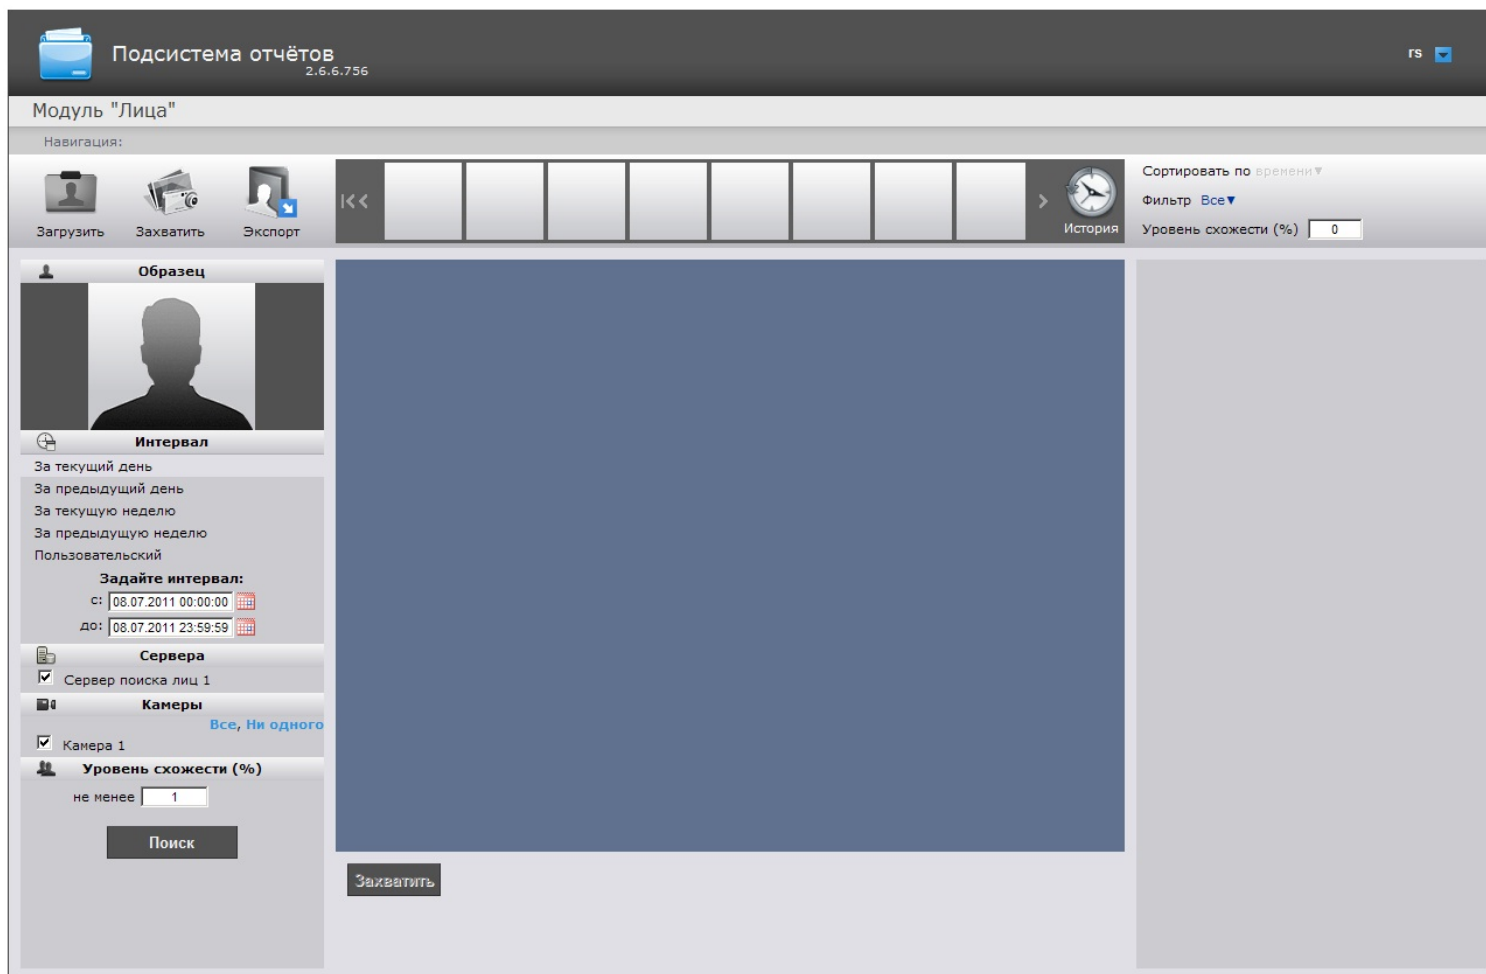 Подсистема отчётов
2.6.6.756
rs
Модуль "Лица"
Навигация:
Загрузить
Захватить
Экспорт
История
Сортировать по времени▼
Фильтр Все▼
Уровень схожести (%) 0
Образец
Интервал
За текущий день
За предыдущий день
За текущую неделю
За предыдущую неделю
Пользовательский
Задайте интервал:
с: 08.07.2011 00:00:00
до: 08.07.2011 23:59:59
Сервера
Сервер поиска лиц 1
Камеры
Все, Ни одного
Камера 1
Уровень схожести (%)
не менее 1
Поиск
Захватить